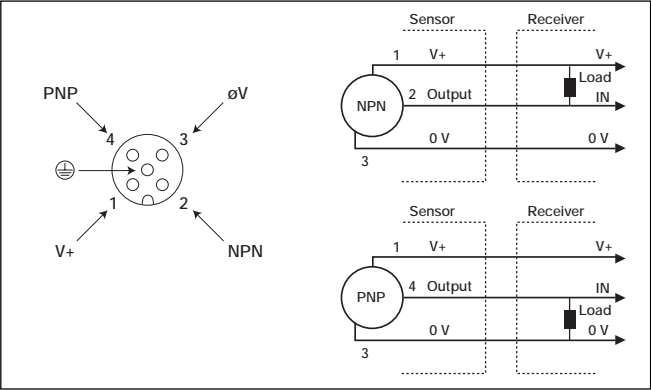 PNP
øV
4
3
1
2
V+
NPN
Sensor
Receiver
1
V+
V+
Load
NPN
2
Output
IN
0 V
0 V
3
Sensor
Receiver
1
V+
V+
PNP
4
Output
IN
Load
0 V
0 V
3